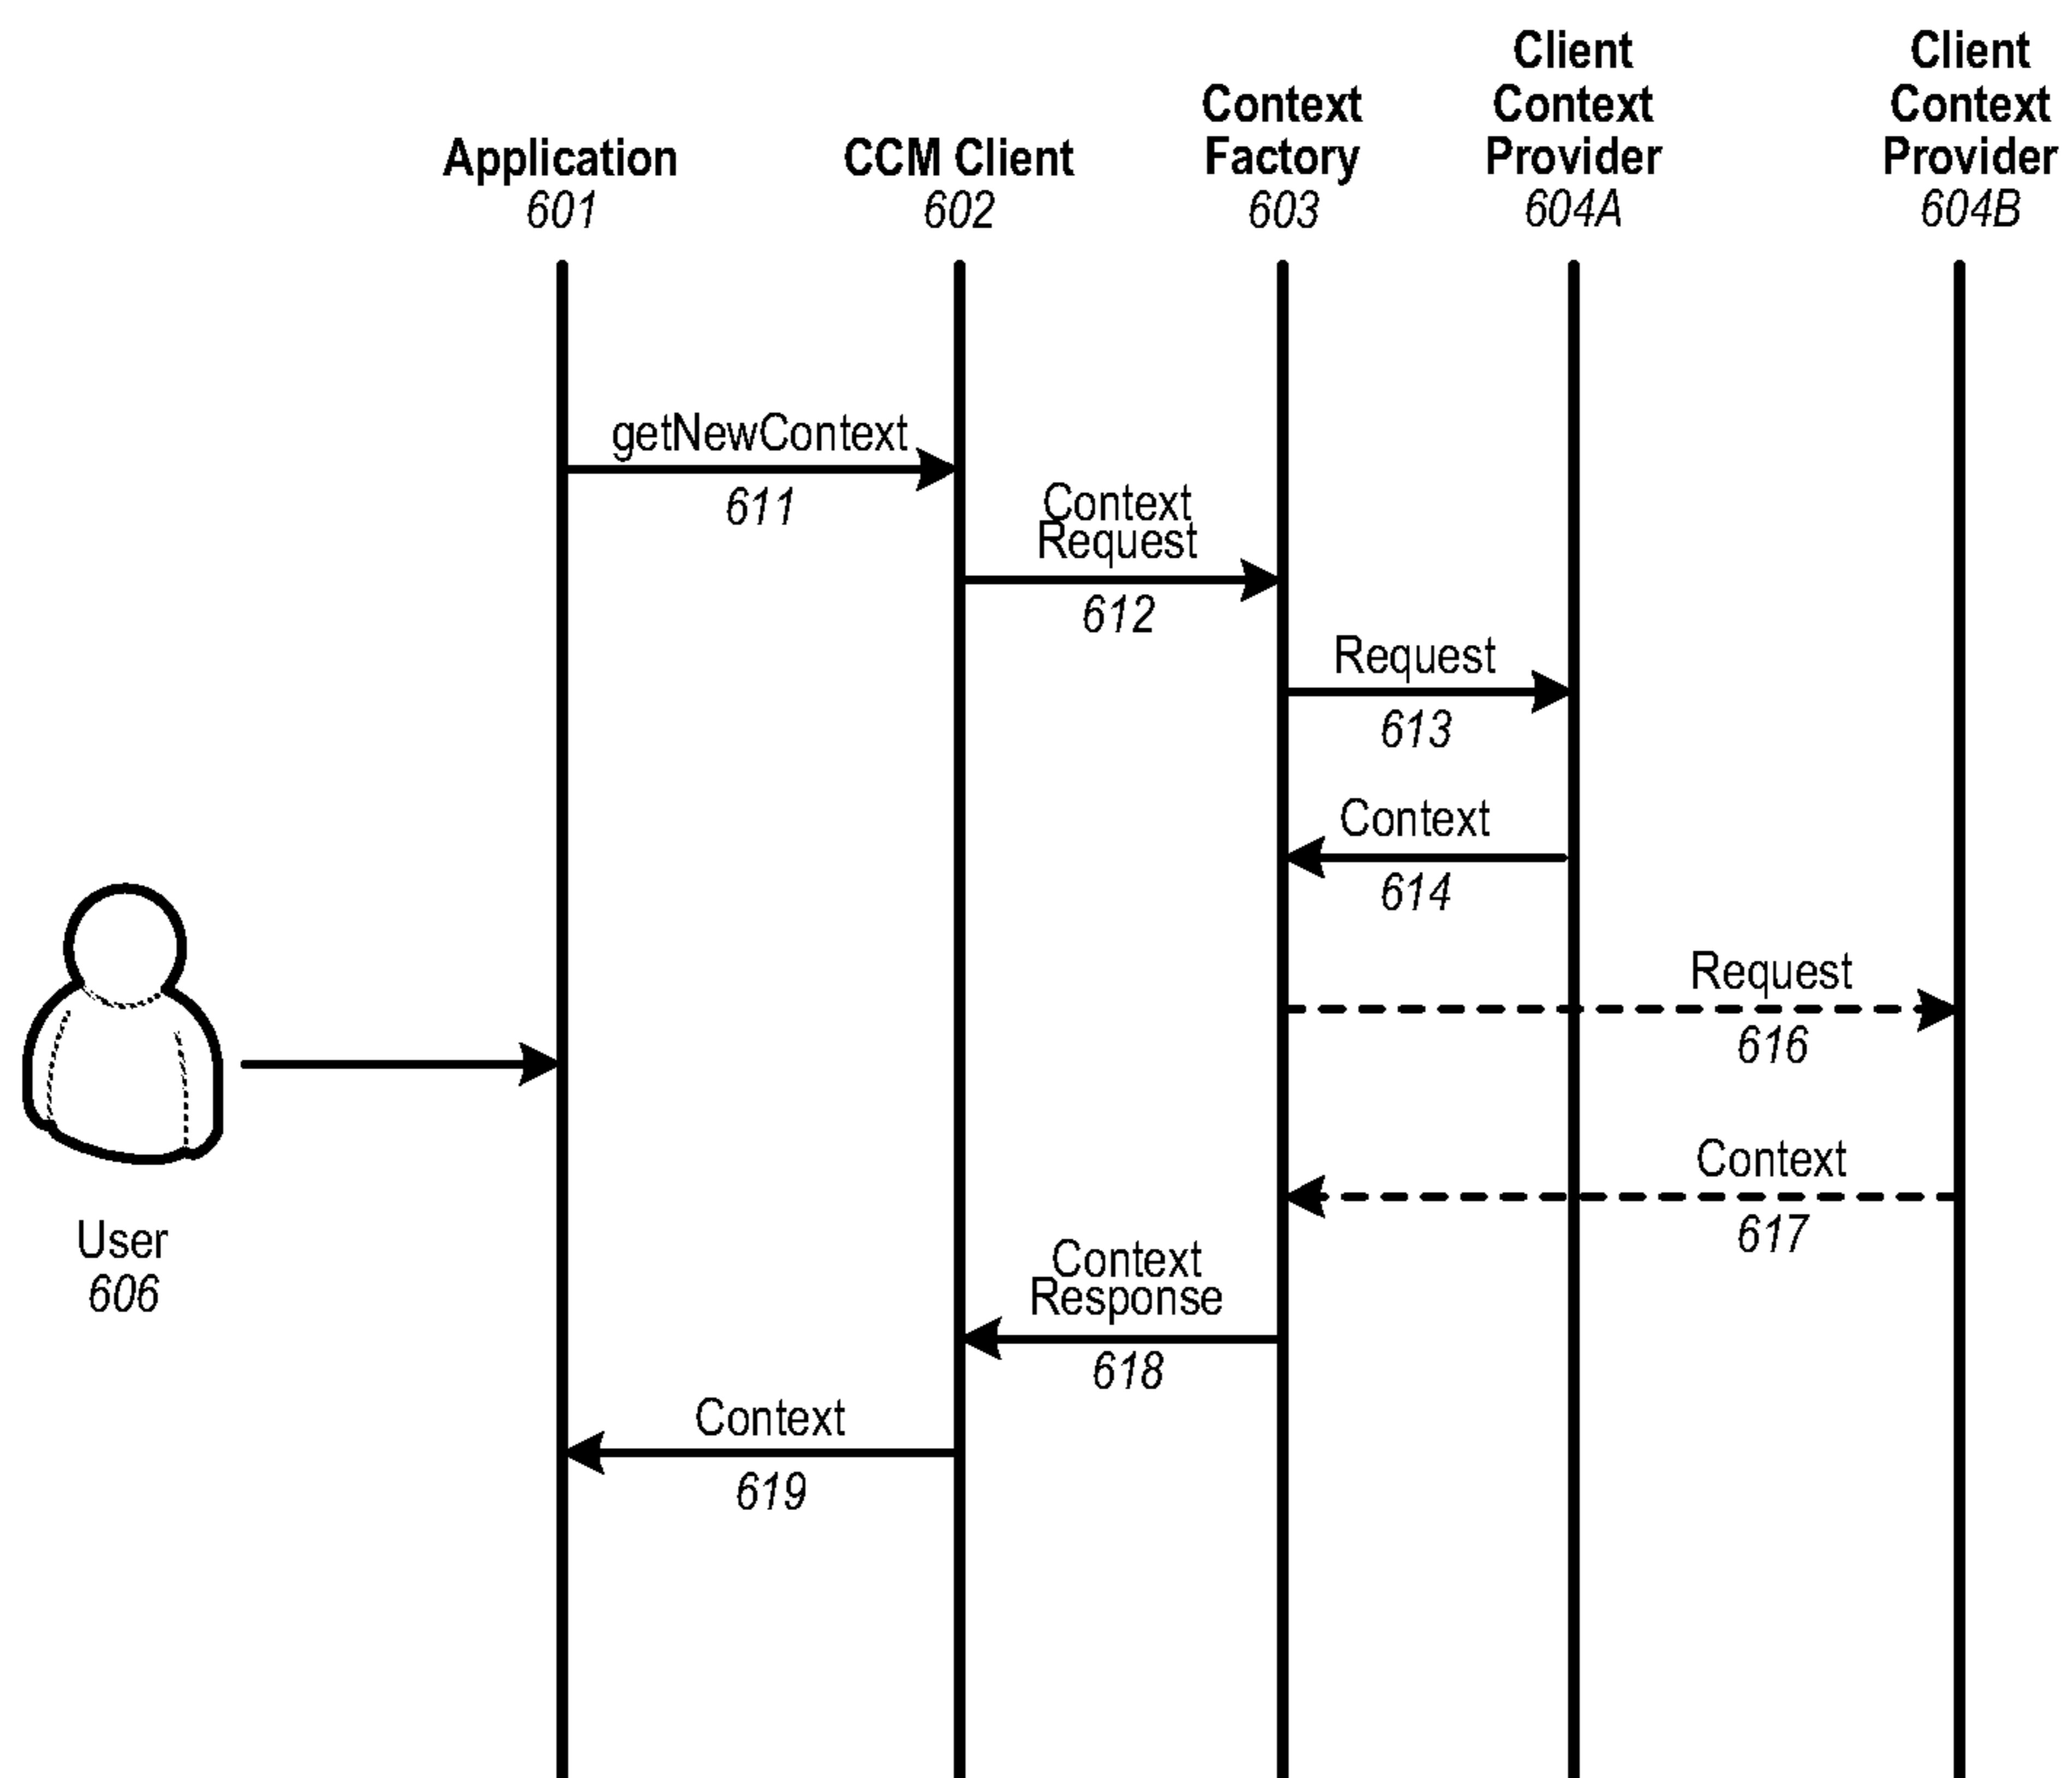 Application
601
CCM Client
602
Context
Factory
603
Client
Context
Provider
604A
Client
Context
Provider
604B
getNewContext
611
Context
Request
612
Request
613
Context
614
Request
616
Context
617
User
606
Context
Response
618
Context
619